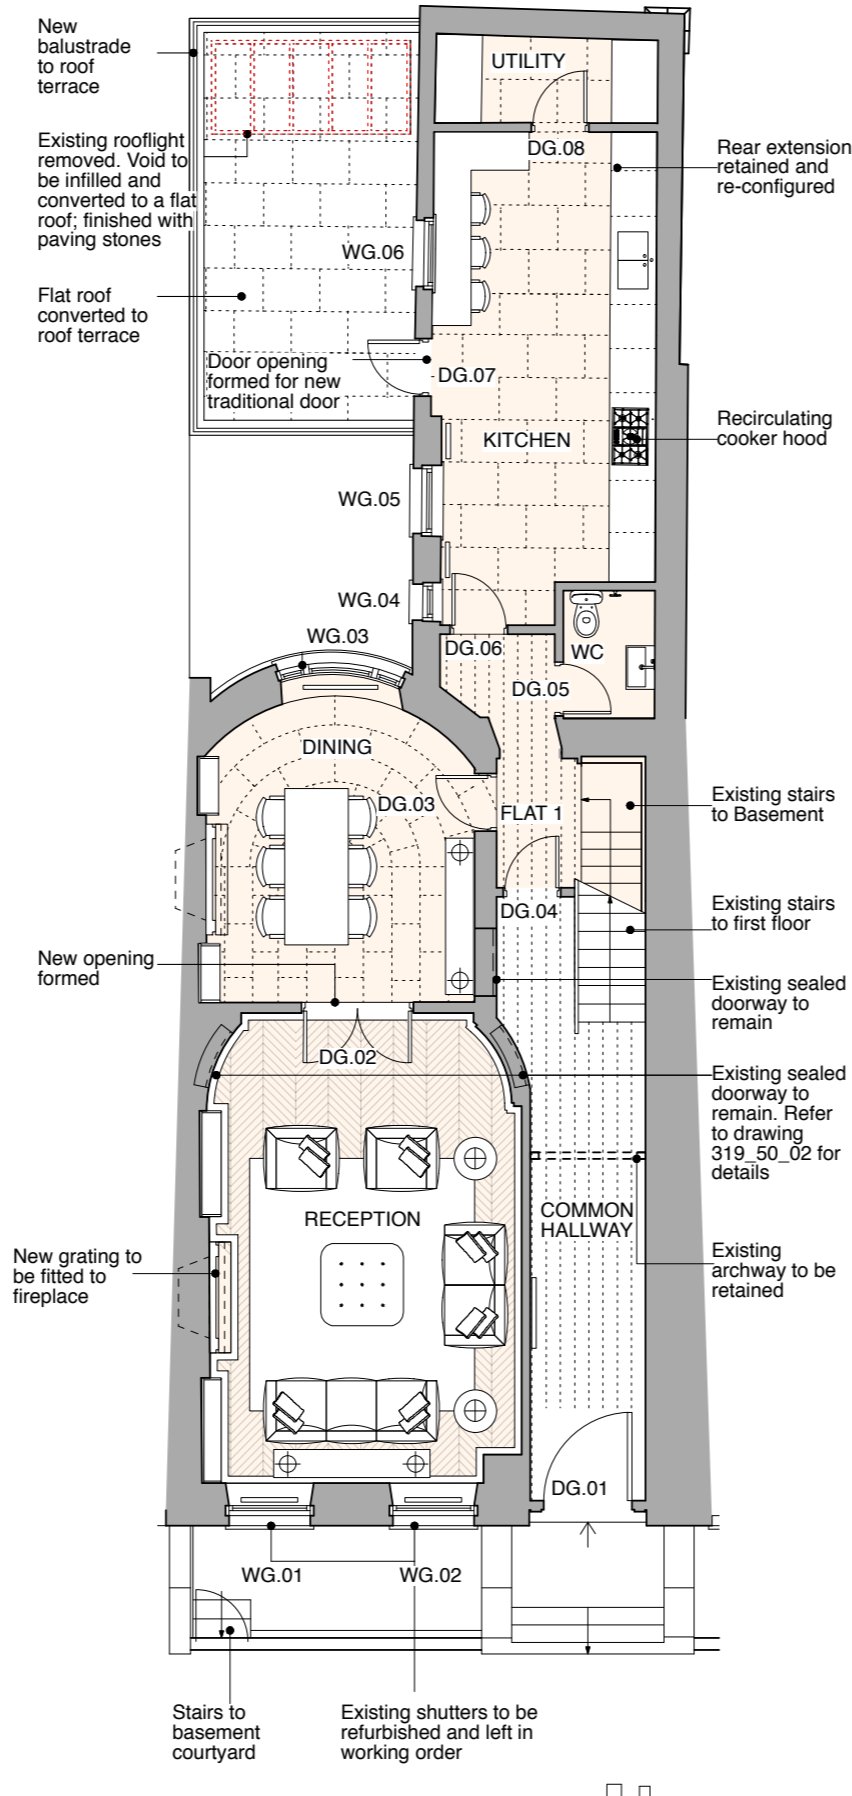 New
balustrade
to roof
terrace
UTILITY
Existing rooflight
removed. Void to
be infilled and
converted to a flat
roof; finished with
paving stones
DG.08
Rear extension
retained and
re-configured
WG.06
Flat roof
converted to
roof terrace
Door opening
formed for new
traditional door
DG.07
KITCHEN
Recirculating
cooker hood
WG.05
WG.04
WG.03
DG.06
WC
DG.05
DINING
DG.03
FLAT 1
Existing stairs
to Basement
DG.04
Existing stairs
to first floor
New opening
formed
Existing sealed
doorway to
remain
DG.02
Existing sealed
doorway to
remain. Refer
to drawing
319_50_02 for
details
RECEPTION
COMMON
HALLWAY
New grating to
be fitted to
fireplace
Existing
archway to be
retained
DG.01
WG.01
WG.02
Stairs to
basement
courtyard
Existing shutters to be
refurbished and left in
working order